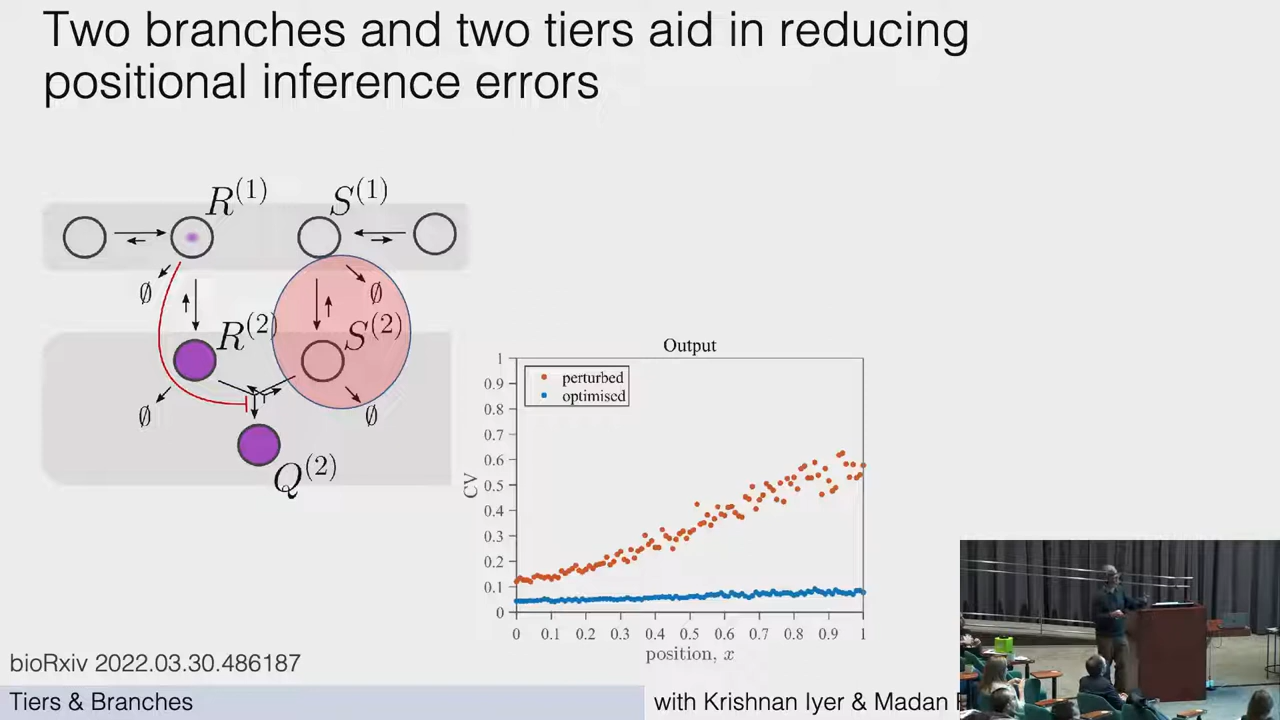 Two branches and two tiers aid in reducing
positional inference errors
R(1) S(1)
∅ ∅
R(2) S(2)
∅ ∅
Q(2)
Output
perturbed
optimised
CV
1
0.9
0.8
0.7
0.6
0.5
0.4
0.3
0.2
0.1
0
0 0.1 0.2 0.3 0.4 0.5 0.6 0.7 0.8 0.9 1
position, x
bioRxiv 2022.03.30.486187
Tiers & Branches
with Krishnan Iyer & Madan